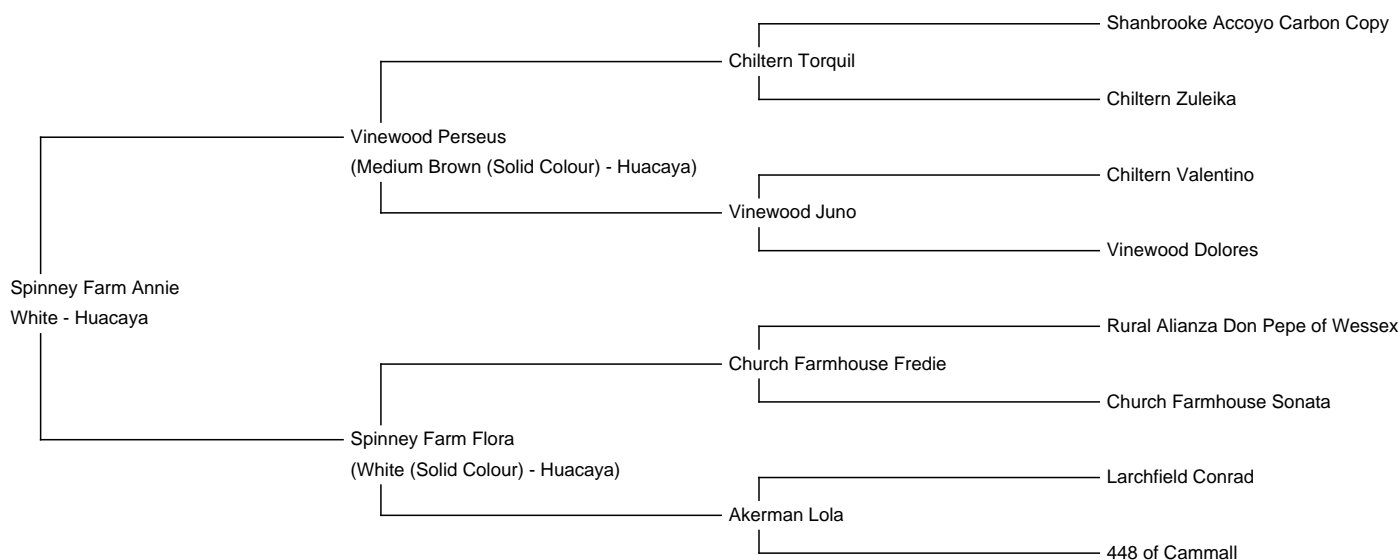 Shanbrooke Accoyo Carbon Copy
Chiltern Torquil
Chiltern Zuleika
Vinewood Perseus
(Medium Brown (Solid Colour) - Huacaya)
Chiltern Valentino
Vinewood Juno
Vinewood Dolores
Spinney Farm Annie
White - Huacaya
Rural Alianza Don Pepe of Wessex
Church Farmhouse Fredie
Church Farmhouse Sonata
Spinney Farm Flora
(White (Solid Colour) - Huacaya)
Larchfield Conrad
Akerman Lola
448 of Cammall